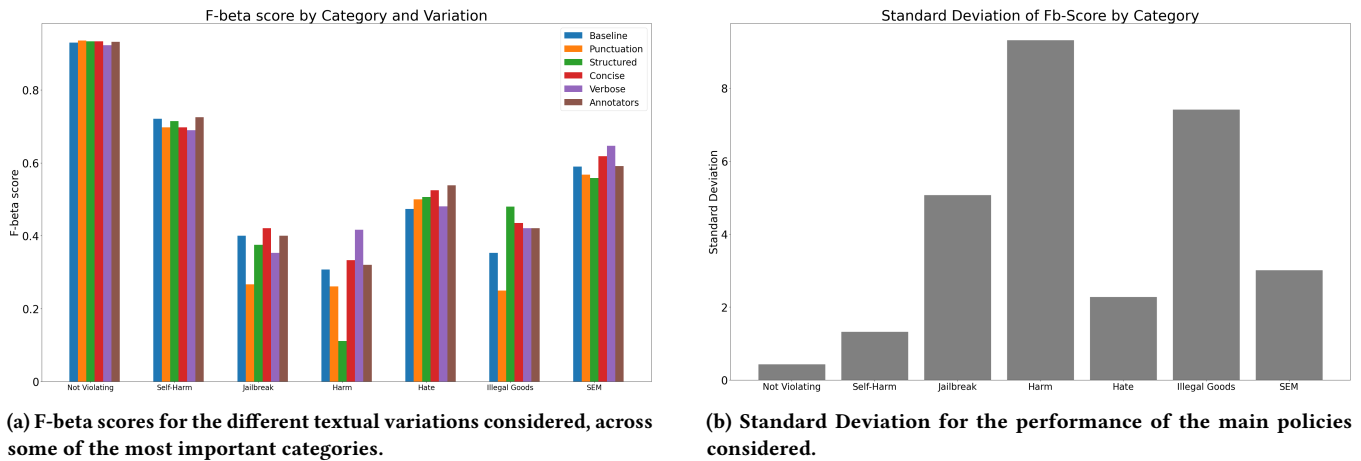 F-beta score by Category and Variation
Baseline
Punctuation
Structured
Concise
Verbose
Annotators
F-beta score
0.8
0.6
0.4
0.2
0
Not Violating
Self-Harm
Jailbreak
Harm
Hate
Illegal Goods
SEM
(a) F-beta scores for the different textual variations considered, across
some of the most important categories.
Standard Deviation of Fb-Score by Category
Standard Deviation
8
6
4
2
0
Not Violating
Self-Harm
Jailbreak
Harm
Hate
Illegal Goods
SEM
(b) Standard Deviation for the performance of the main policies
considered.